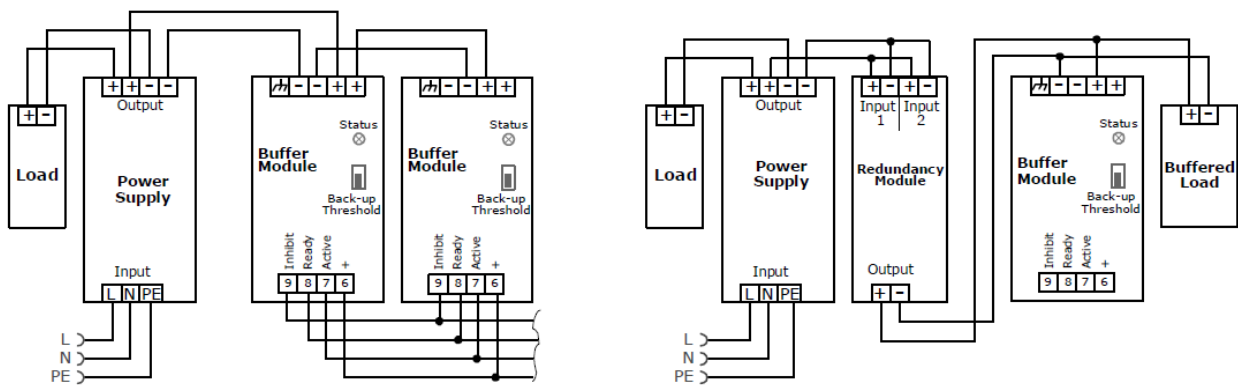 + + - -
Output
+ -
Load
Power
Supply
Input
L N PE
L
N
PE
- - + +
Status
Buffer
Module
Back-up
Threshold
Inhibit
Ready
Active
+
9 8 7 6
- - + +
Status
Buffer
Module
Back-up
Threshold
Inhibit
Ready
Active
+
9 8 7 6
+ -
Load
+ + - -
Output
Power
Supply
Input
L N PE
L
N
PE
+ - + -
Input Input
1 2
Redundancy
Module
Output
+ -
- - + +
Status
Buffer
Module
Back-up
Threshold
Inhibit
Ready
Active
+
9 8 7 6
+ -
Buffered
Load